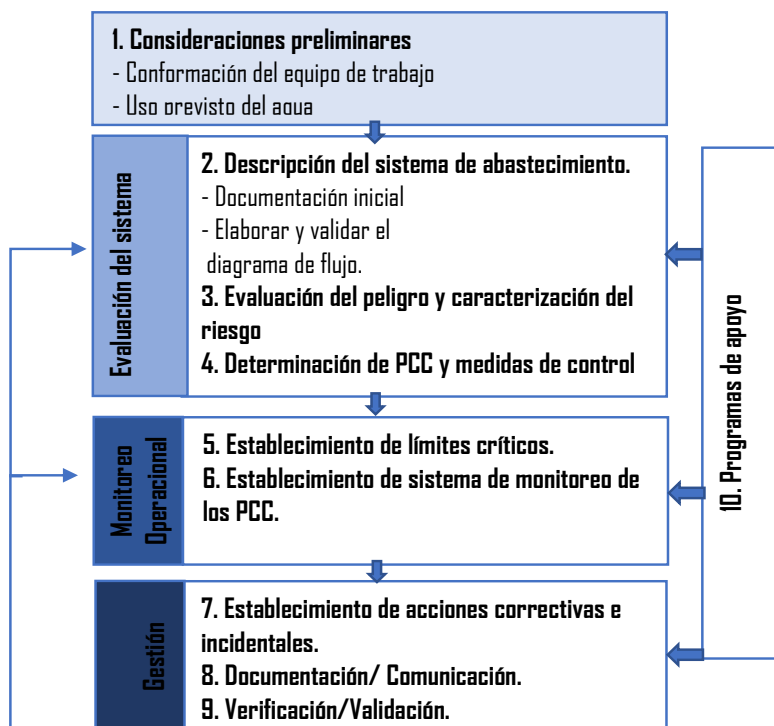 1. Consideraciones preliminares
- Conformación del equipo de trabajo
- Uso previsto del agua
Evaluación del sistema
2. Descripción del sistema de abastecimiento.
- Documentación inicial
- Elaborar y validar el
diagrama de flujo.
3. Evaluación del peligro y caracterización del
riesgo
4. Determinación de PCC y medidas de control
Monitoreo
Operacional
5. Establecimiento de límites críticos.
6. Establecimiento de sistema de monitoreo de
los PCC.
Gestión
7. Establecimiento de acciones correctivas e
incidentales.
8. Documentación/ Comunicación.
9. Verificación/Validación.
10. Programas de apoyo